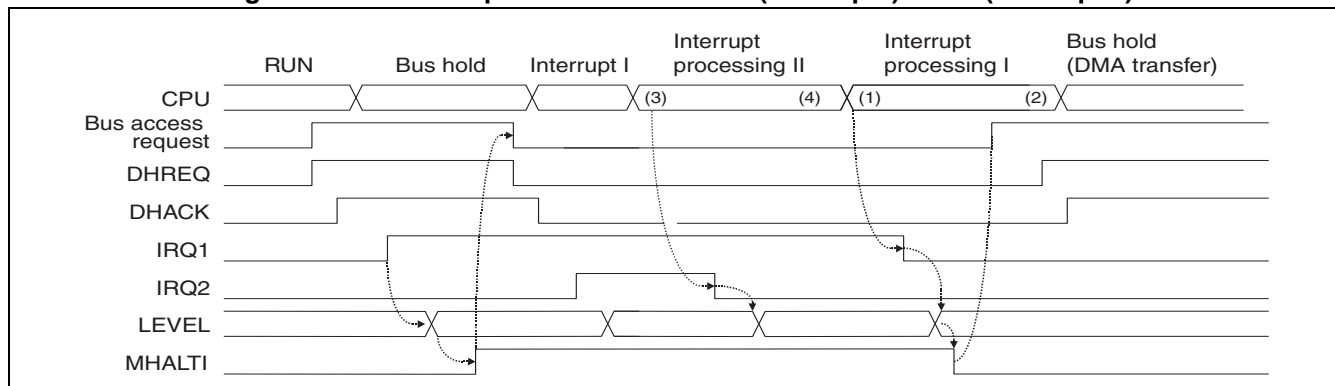 RUN
Bus hold
Interrupt I
Interrupt
processing II
Interrupt
processing I
Bus hold
(DMA transfer)
CPU
(3)
(4)
(1)
(2)
Bus access
request
DHREQ
DHACK
IRQ1
IRQ2
LEVEL
MHALTI